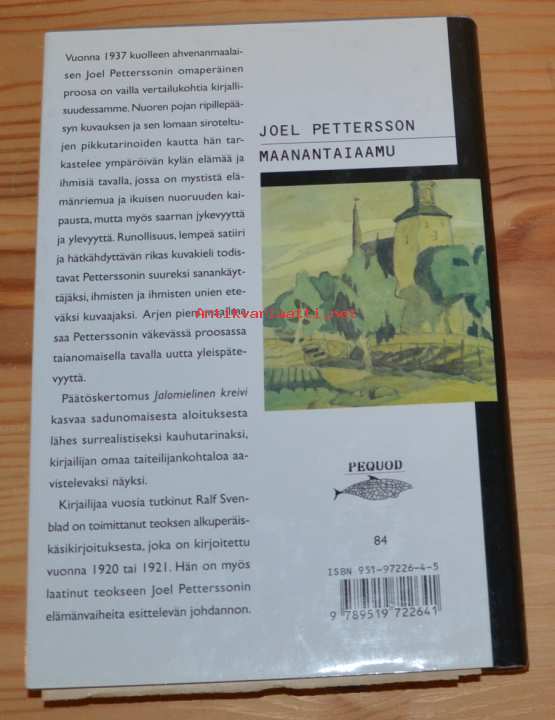 Vuonna 1937 kuolleen ahvenanmaalai-
sen Joel Petterssonin omaperäinen
proosa on vailla vertailukohtia kirjalli-
suudessamme. Nuoren pojan ripillepää-
syn kuvauksen ja sen lomaan siroteltu-
jen pikkutarinoiden kautta hän tar-
kastelee ympäröivän kylän elämää ja
ihmisiä tavalla, jossa on mystistä elä-
mänriemua ja ikuisen nuoruuden kai-
pausta, mutta myös saarnan jykevyyttä
ja ylevyyttä. Runollisuus, lempeä satiiri
ja hätkähdyttävän rikas kuvakieli todis-
tavat Petterssonin suureksi sanankäyt-
täjäksi, ihmisten ja ihmisten unien ete-
väksi kuvaajaksi. Arjen pienoismaailma
saa Petterssonin väkevässä proosassa
taianomaisella tavalla uutta yleispäte-
vyyttä.
Päätöskertomus Jalomielinen kreivi
kasvaa sadunomaisesta aloituksesta
lähes surrealistiseksi kauhutarinaksi,
kirjailijan omaa taiteilijankohtaloa aa-
vistelevaksi näyksi.
Kirjailijaa vuosia tutkinut Ralf Sven-
blad on toimittanut teoksen alkuperäis-
käsikirjoituksesta, joka on kirjoitettu
vuonna 1920 tai 1921. Hän on myös
laatinut teokseen Joel Petterssonin
elämänvaiheita esittelevän johdannon.
JOEL PETTERSSON
MAANANTAIAAMU
Antikvariaatti.net
PEQUOD
84
ISBN 951-97226-4-5
9 789519 722641